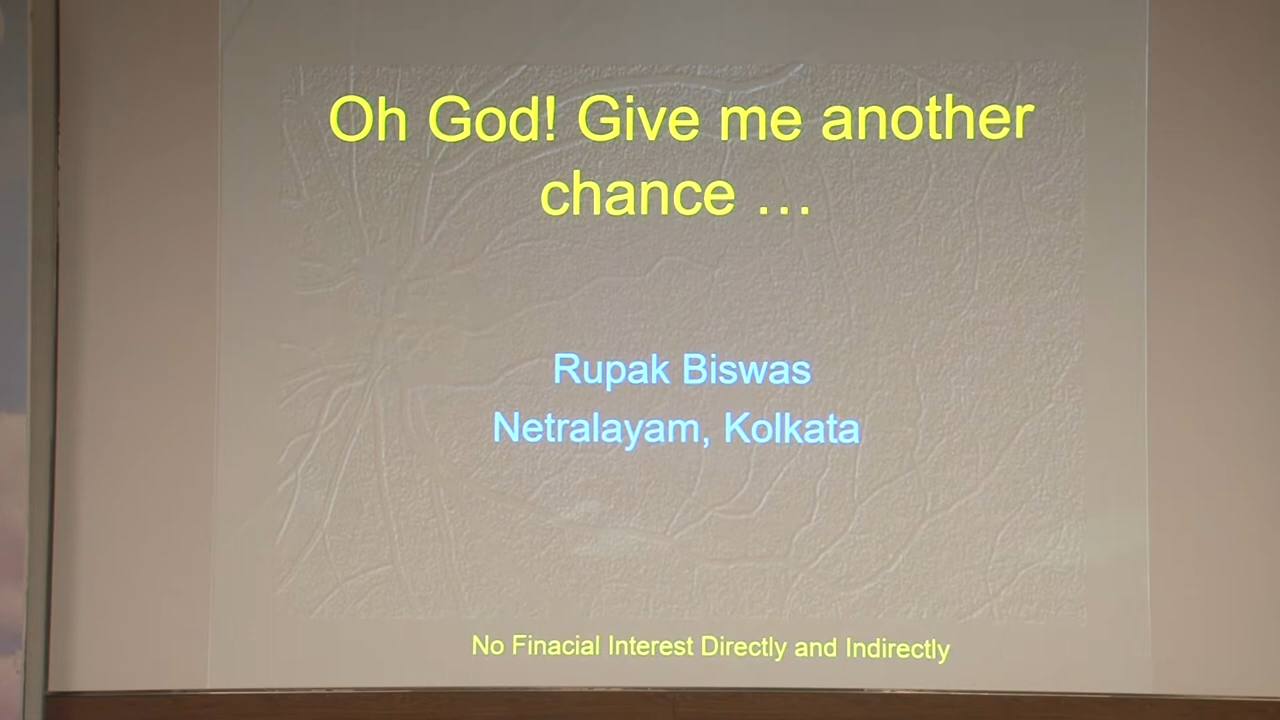 Oh God! Give me another
chance …
Rupak Biswas
Netralayam, Kolkata
No Finacial Interest Directly and Indirectly